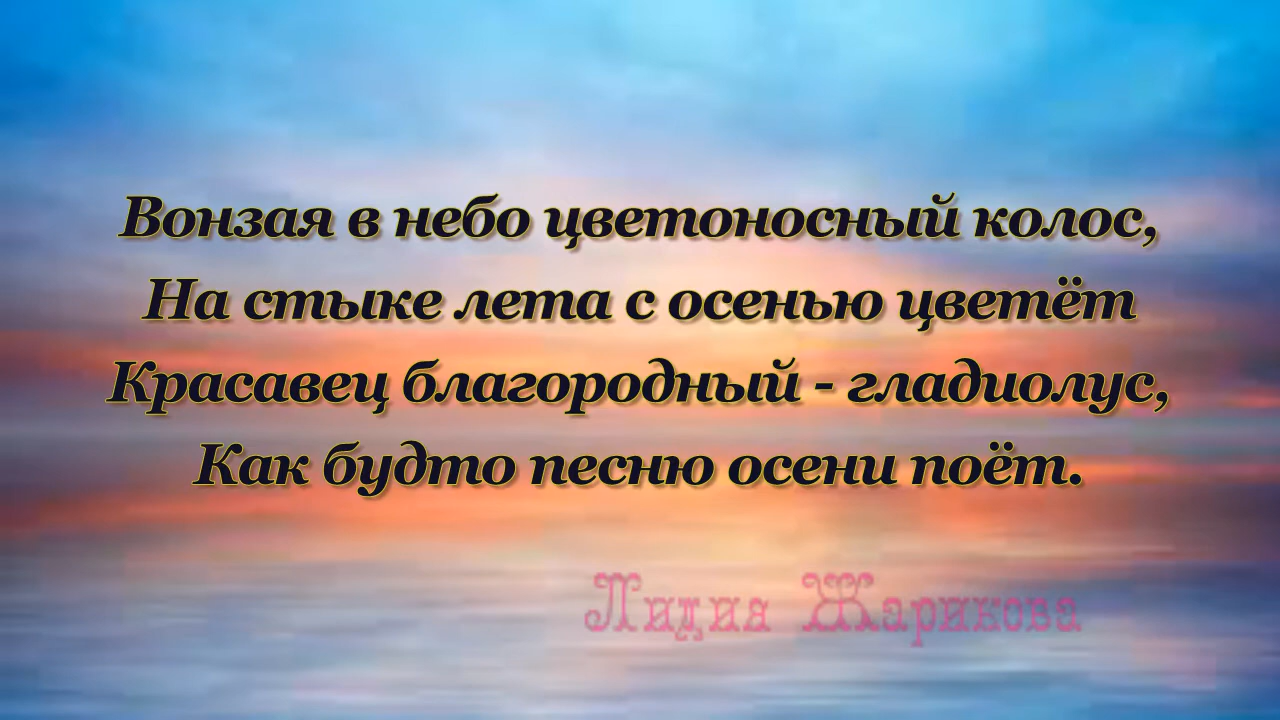 Вонзая в небо цветоносный колос,
На стыке лета с осенью цветёт
Красавец благородный - гладиолус,
Как будто песню осени поёт.
Лидия Жарикова